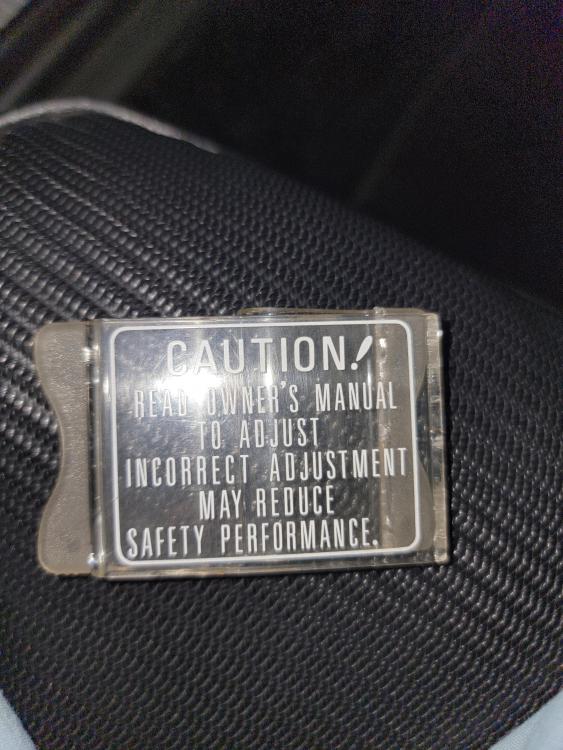 CAUTION!
READ OWNER'S MANUAL
TO ADJUST
INCORRECT ADJUSTMENT
MAY REDUCE
SAFETY PERFORMANCE.